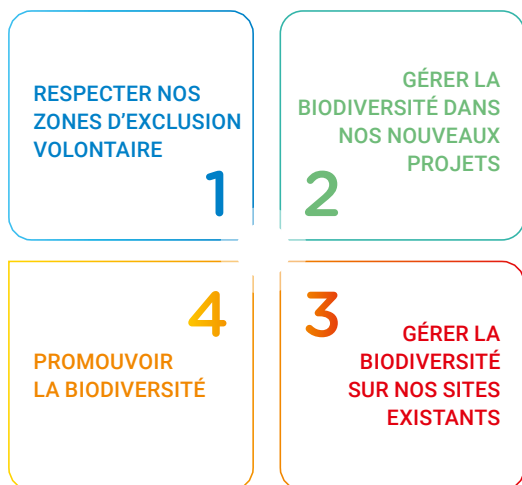 RESPECTER NOS
ZONES D'EXCLUSION
VOLONTAIRE
1
GÉRER LA
BIODIVERSITÉ DANS
NOS NOUVEAUX
PROJETS
2
4
PROMOUVOIR
LA BIODIVERSITÉ
3
GÉRER LA
BIODIVERSITÉ
SUR NOS SITES
EXISTANTS